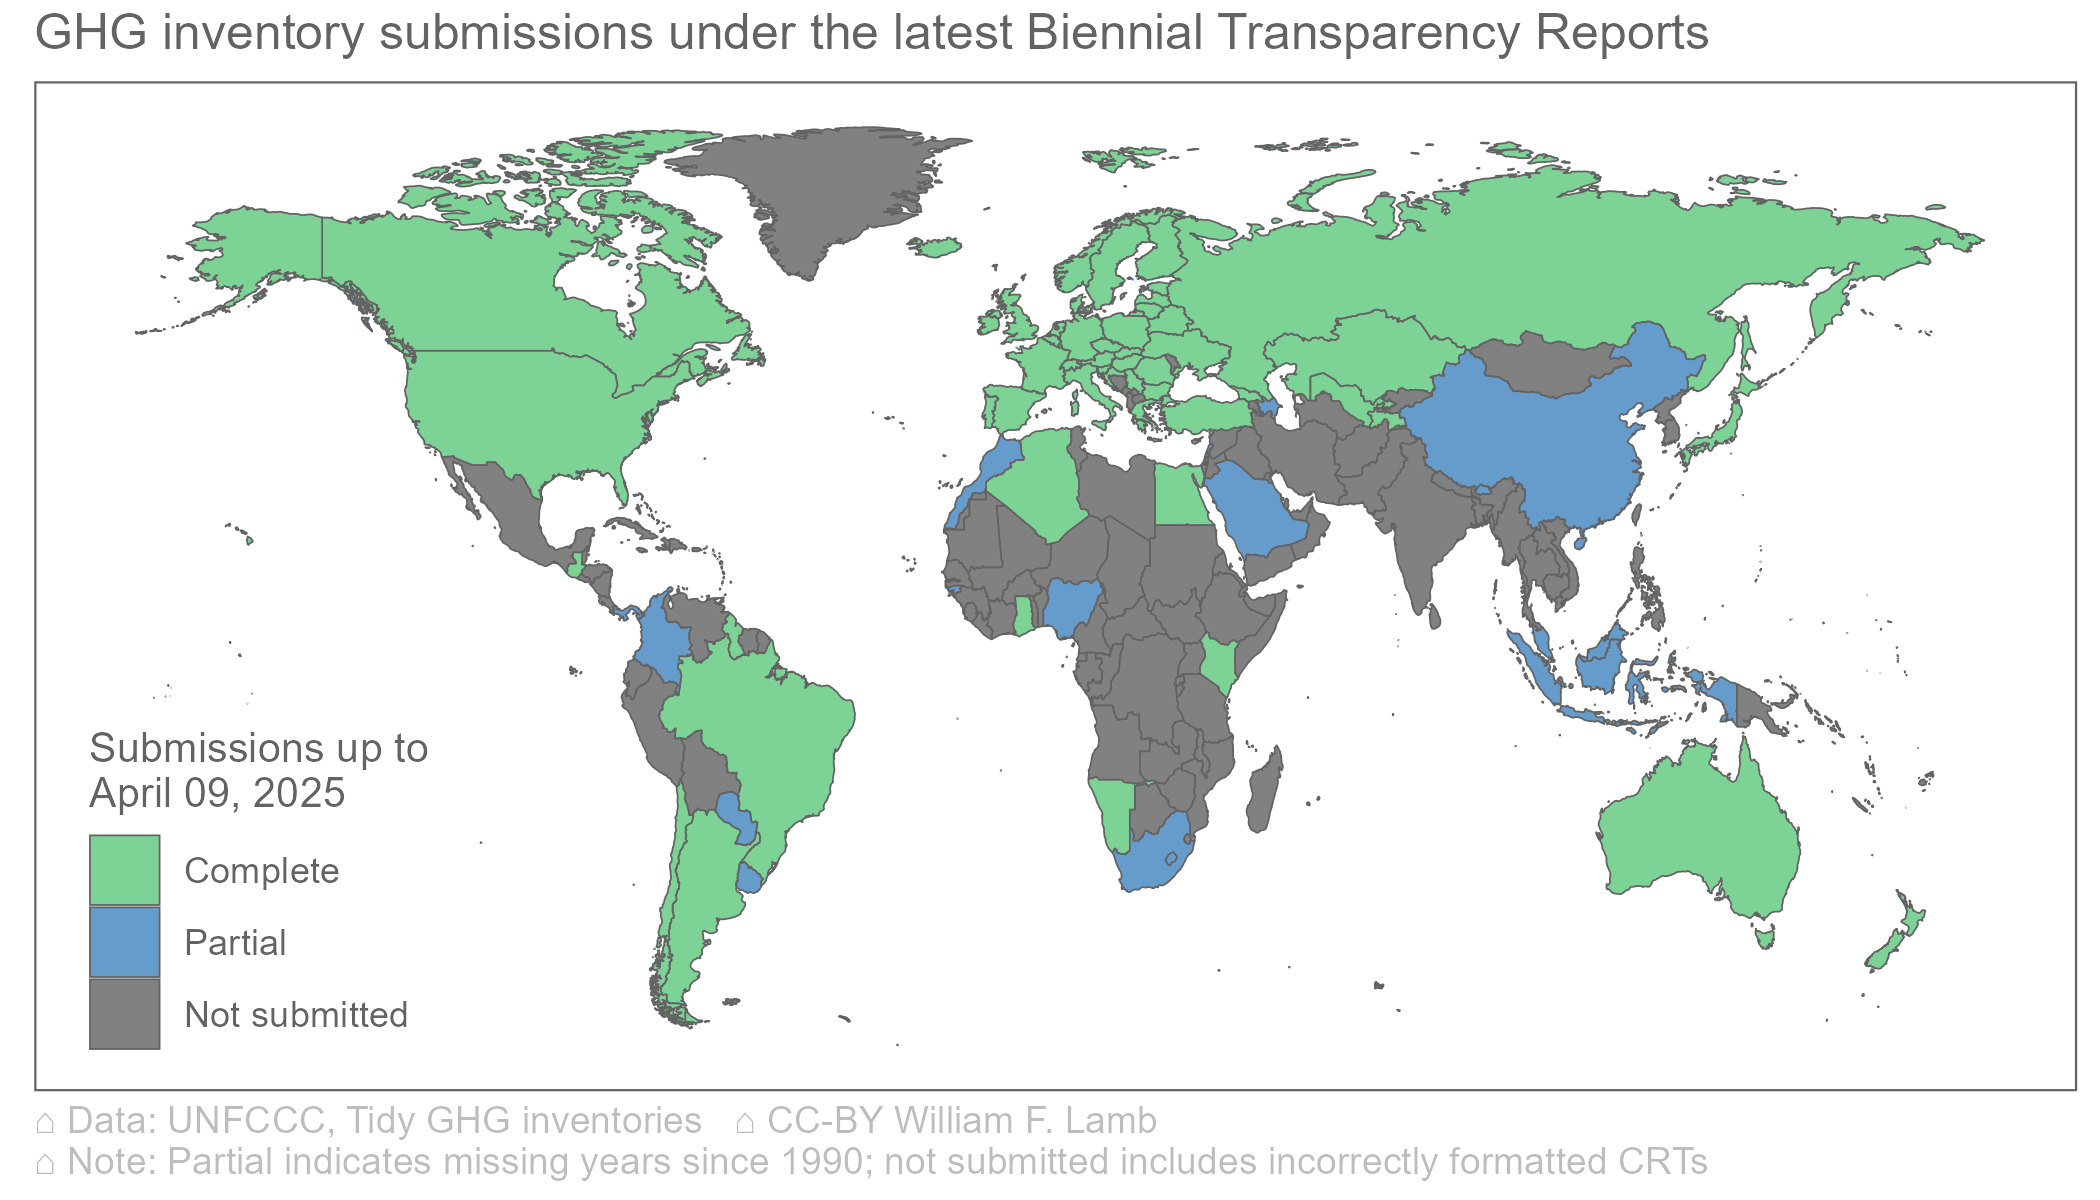 GHG inventory submissions under the latest Biennial Transparency Reports
Submissions up to
April 09, 2025
Complete
Partial
Not submitted
⌂ Data: UNFCCC, Tidy GHG inventories ⌂ CC-BY William F. Lamb
⌂ Note: Partial indicates missing years since 1990; not submitted includes incorrectly formatted CRTs